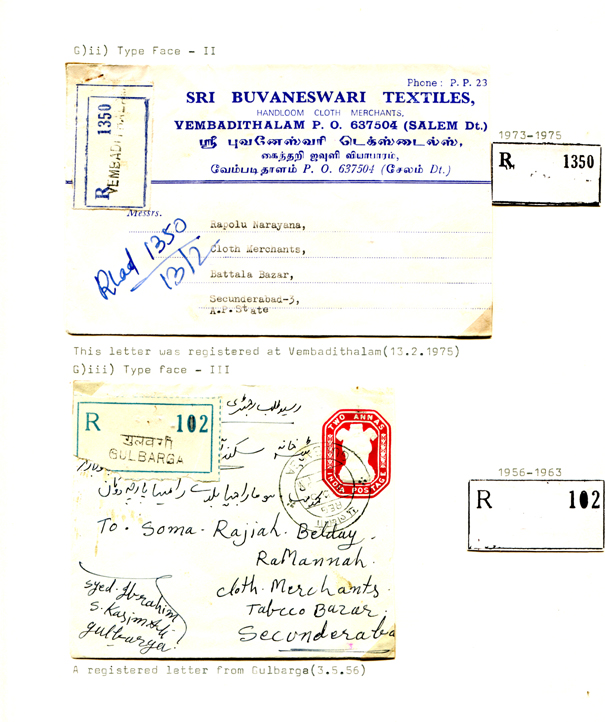 G)ii) Type Face - II
Phone : P. P. 23
SRI BUVANESWARI TEXTILES,
HANDLOOM CLOTH MERCHANTS,
VEMBADITHALAM P. O. 637504 (SALEM Dt.)
ஸ்ரீ புவனேஸ்வரி டெக்ஸ்டைல்ஸ்,
கைத்தறி ஜவுளி வியாபாரம்,
வேம்படிதாளம் P. O. 637504 (சேலம் Dt.)
R 1350
VEMBADITHALAM
1973-1975
R 1350
Messrs.
Rapolu Narayana,
Cloth Merchants,
Battala Bazar,
Secunderabad-3,
A.P.State
Rlad 1350
13/2
This letter was registered at Vembadithalam(13.2.1975)
G)iii) Type face - III
R 102
GULBARGA
TWO ANNAS
INDIA POSTAGE
1956-1963
R 102
To. Soma. Rajiah. Belday.
RaMannah.
cloth. Merchants.
Tabcco Bazar.
Secunderaba
Syed. Ibrahim
S. Kasim Ali
gulbarga.
A registered letter from Gulbarga(3.5.56)